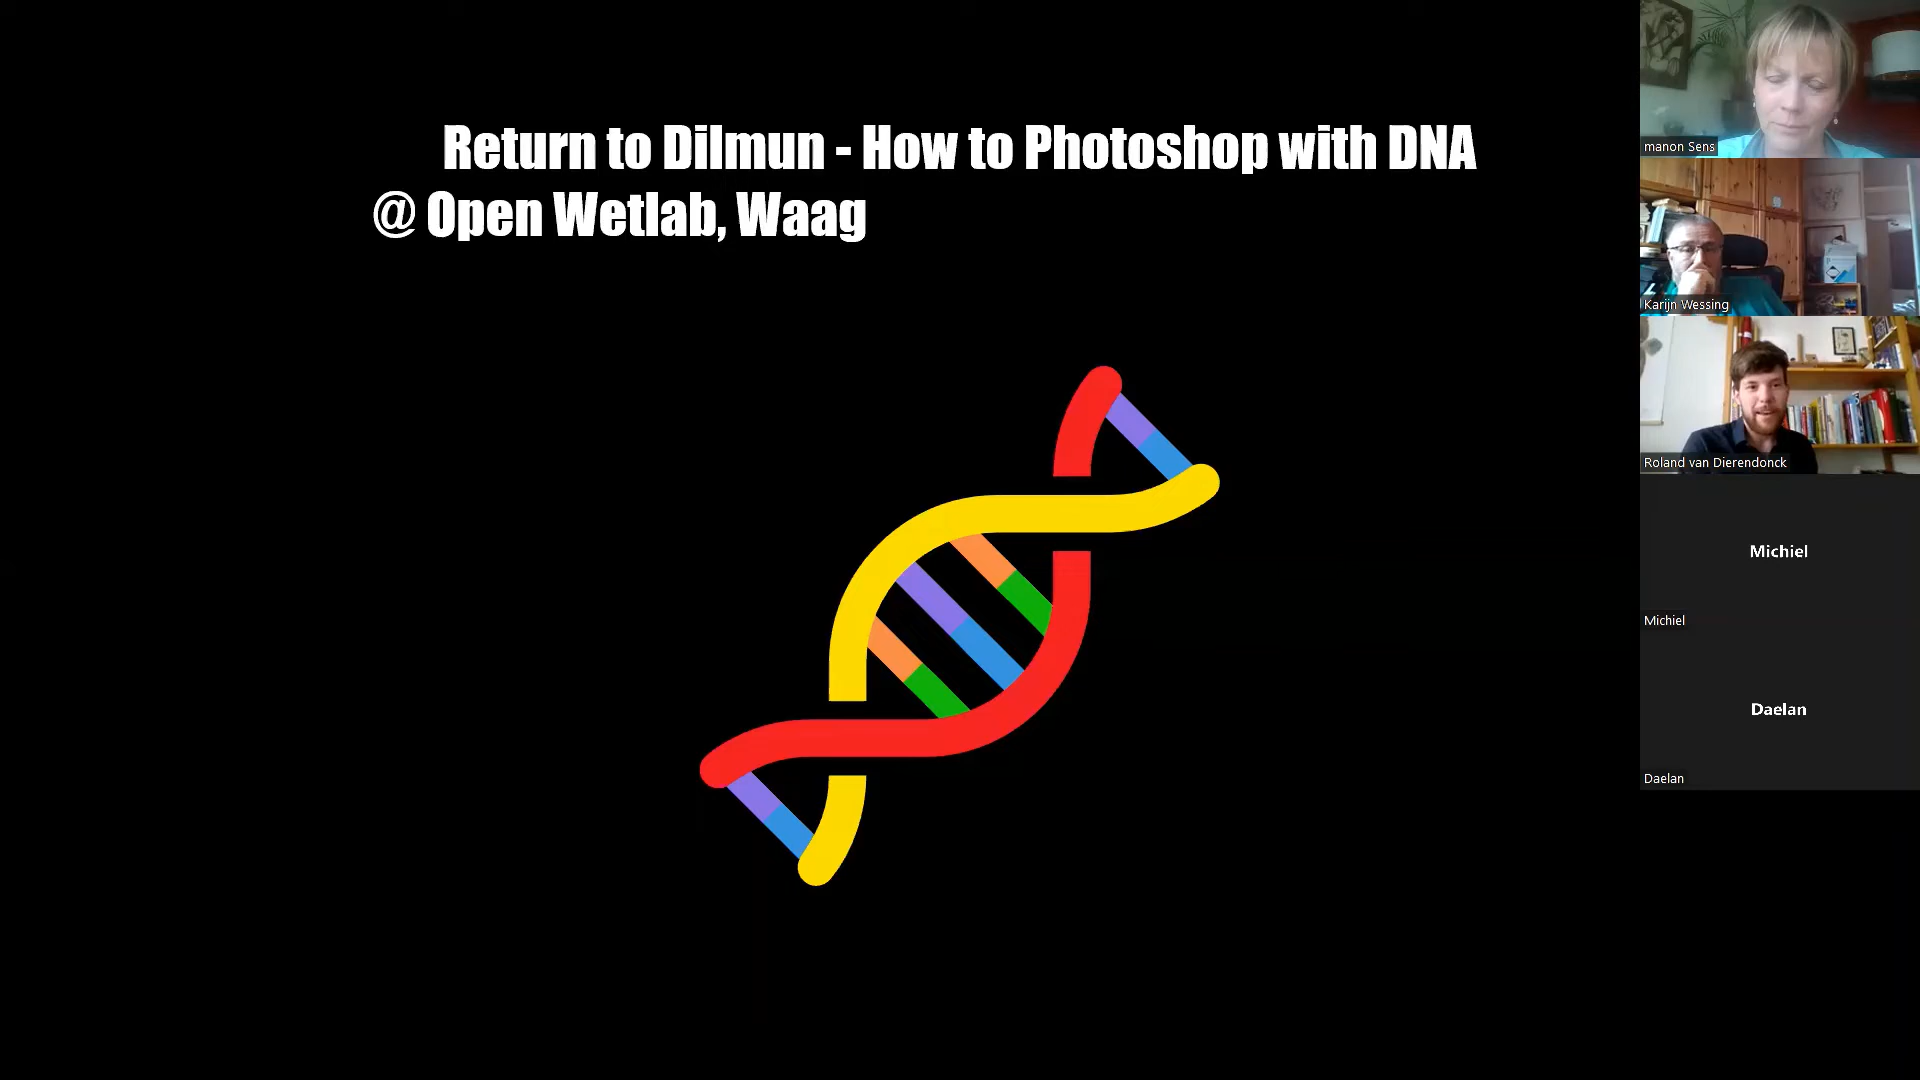 Return to Dilmun - How to Photoshop with DNA
@ Open Wetlab, Waag
manon Sens
Karijn Wessing
Roland van Dierendonck
Michiel
Michiel
Daelan
Daelan